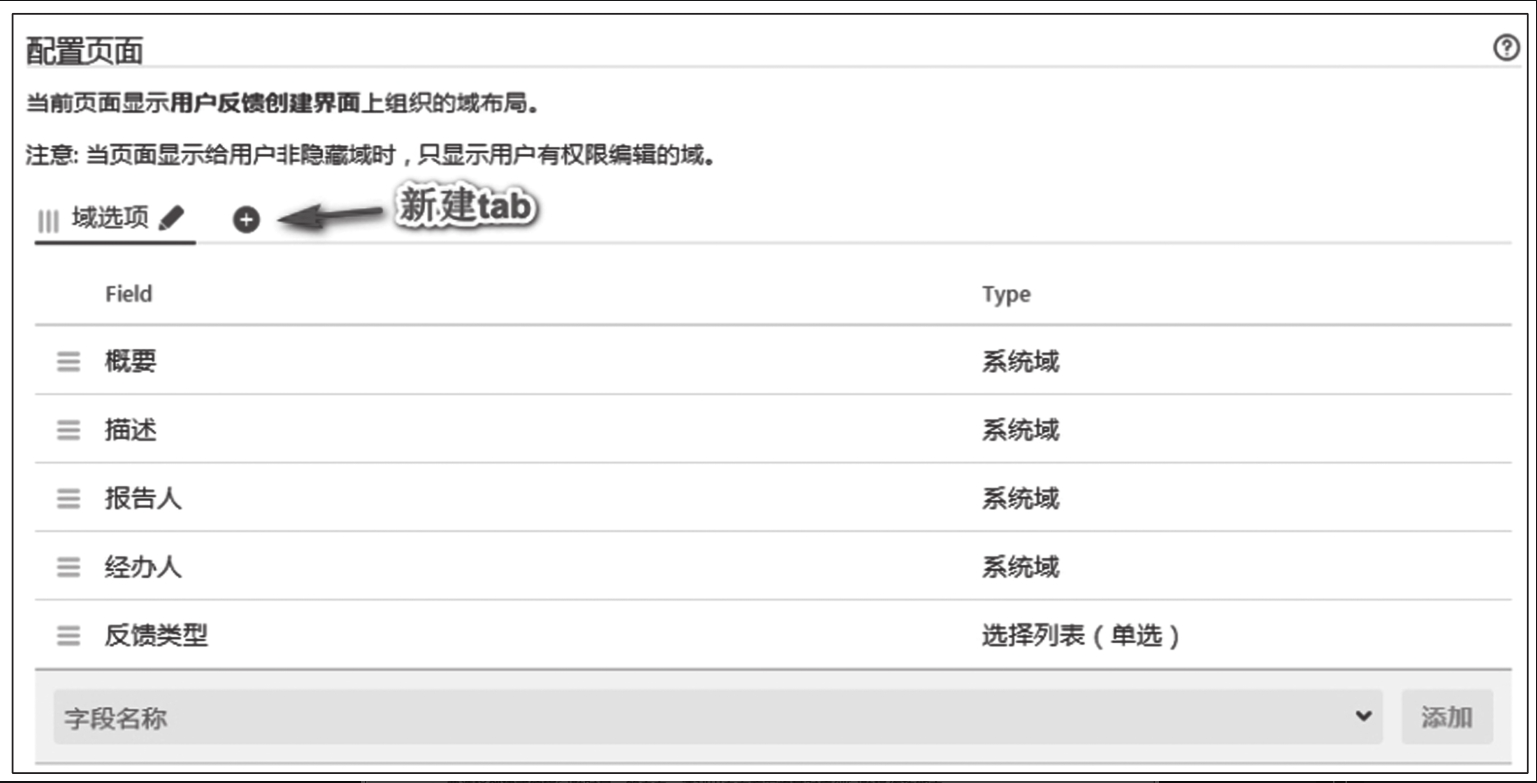 配置页面
当前页面显示用户反馈创建界面上组织的域布局。
注意: 当页面显示给用户非隐藏域时，只显示用户有权限编辑的域。
域选项 新建tab
Field Type
概要 系统域
描述 系统域
报告人 系统域
经办人 系统域
反馈类型 选择列表（单选）
字段名称 添加